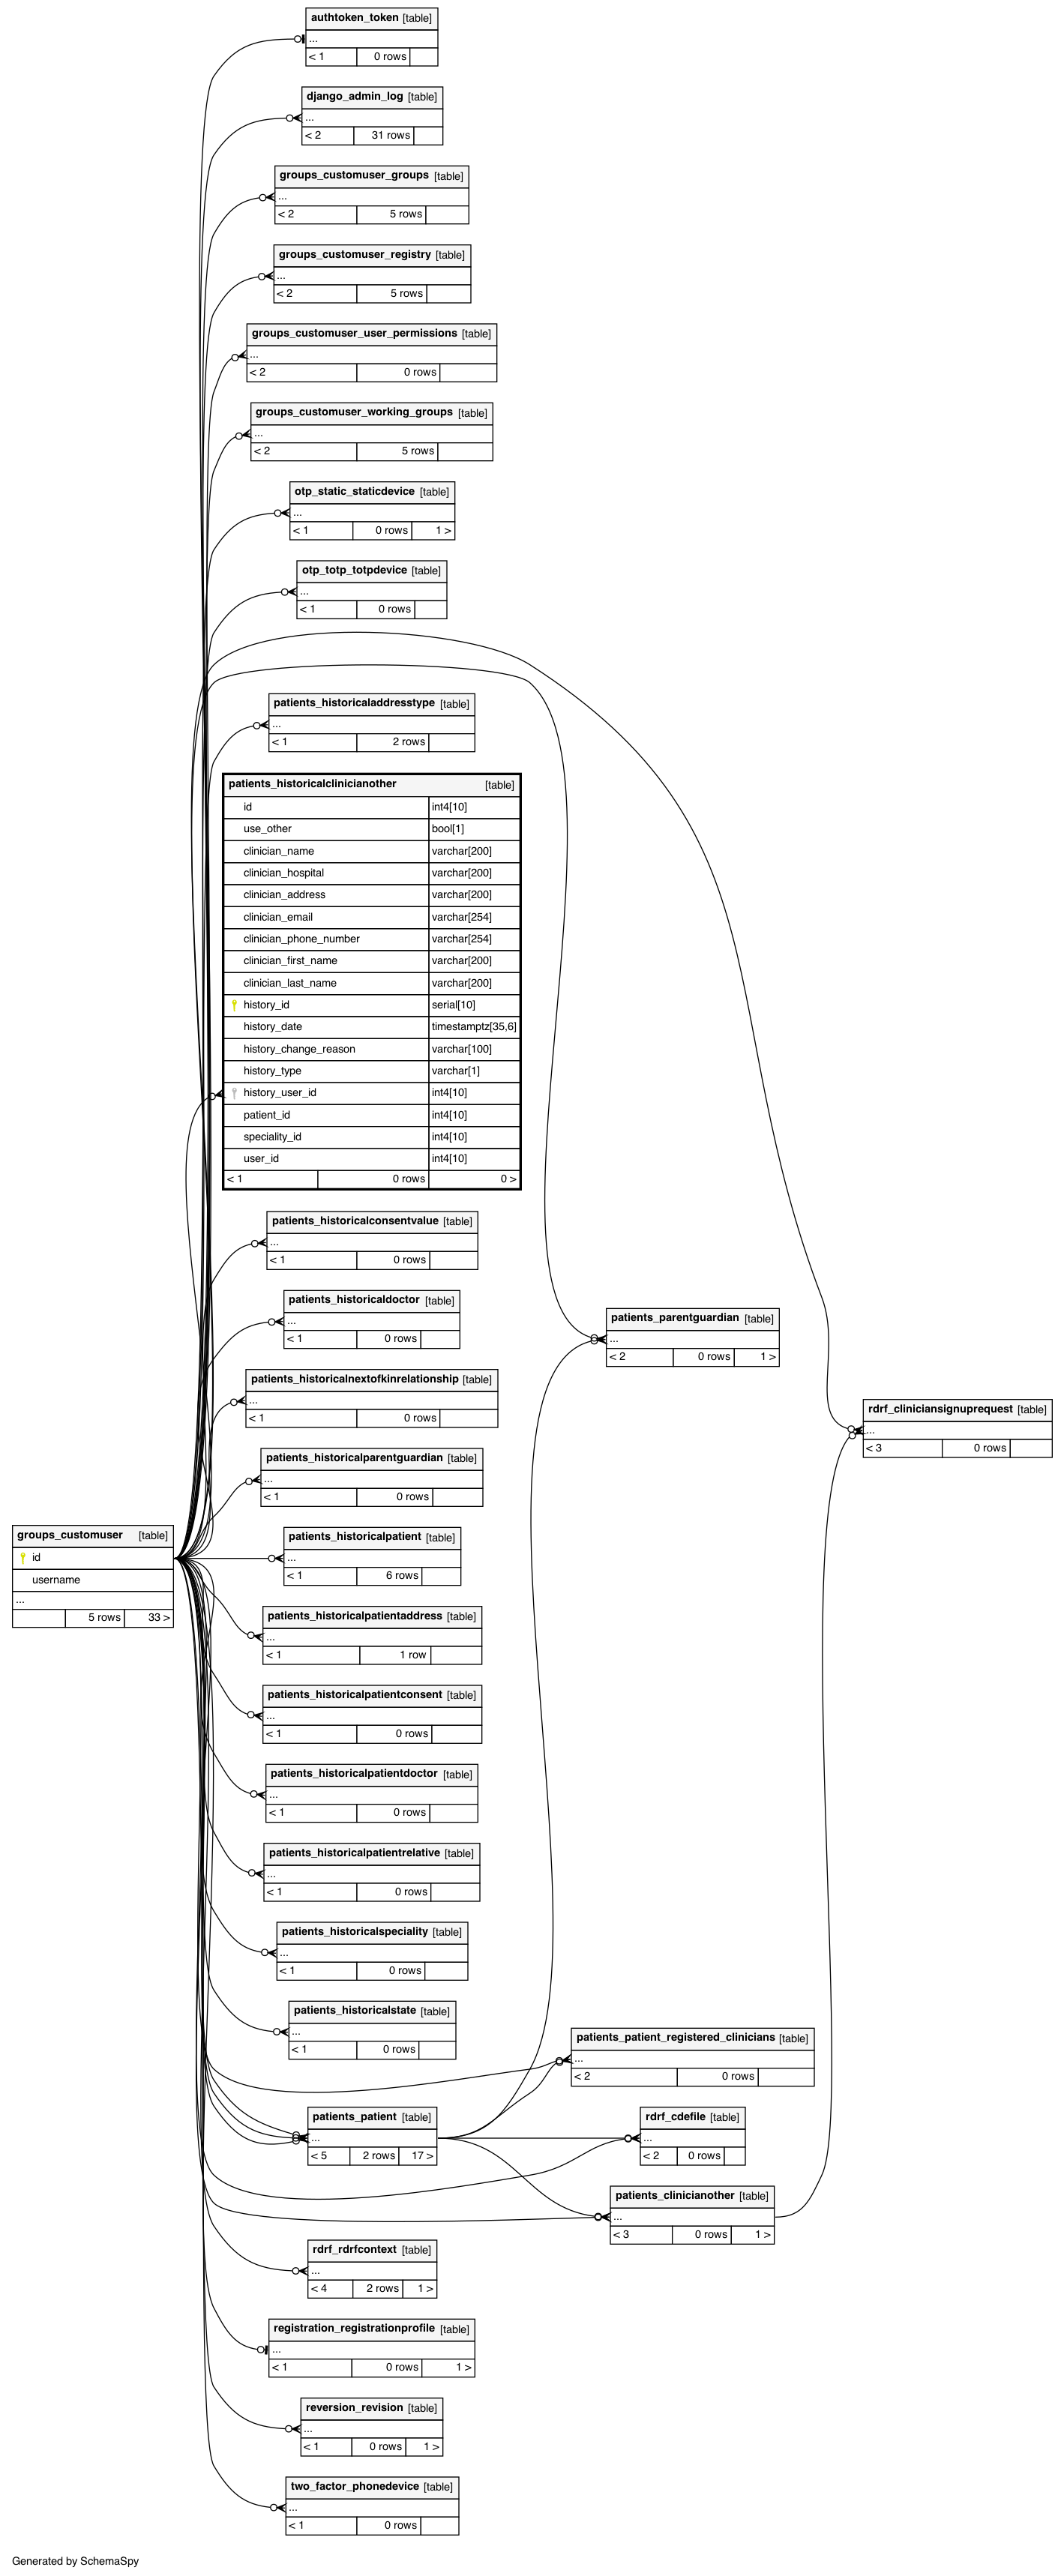 authtoken_token [table]
...
< 1 0 rows
django_admin_log [table]
...
< 2 31 rows
groups_customuser_groups [table]
...
< 2 5 rows
groups_customuser_registry [table]
...
< 2 5 rows
groups_customuser_user_permissions [table]
...
< 2 0 rows
groups_customuser_working_groups [table]
...
< 2 5 rows
otp_static_staticdevice [table]
...
< 1 0 rows 1 >
otp_totp_totpdevice [table]
...
< 1 0 rows
patients_historicaladdresstype [table]
...
< 1 2 rows
patients_historicalclinicianother [table]
id int4[10]
use_other bool[1]
clinician_name varchar[200]
clinician_hospital varchar[200]
clinician_address varchar[200]
clinician_email varchar[254]
clinician_phone_number varchar[254]
clinician_first_name varchar[200]
clinician_last_name varchar[200]
history_id serial[10]
history_date timestamptz[35,6]
history_change_reason varchar[100]
history_type varchar[1]
history_user_id int4[10]
patient_id int4[10]
speciality_id int4[10]
user_id int4[10]
< 1 0 rows 0 >
patients_historicalconsentvalue [table]
...
< 1 0 rows
patients_historicaldoctor [table]
...
< 1 0 rows
patients_parentguardian [table]
...
< 2 0 rows 1 >
patients_historicalnextofkinrelationship [table]
...
< 1 0 rows
rdrf_cliniciansignuprequest [table]
...
< 3 0 rows
patients_historicalparentguardian [table]
...
< 1 0 rows
groups_customuser [table]
id
username
...
5 rows 33 >
patients_historicalpatient [table]
...
< 1 6 rows
patients_historicalpatientaddress [table]
...
< 1 1 row
patients_historicalpatientconsent [table]
...
< 1 0 rows
patients_historicalpatientdoctor [table]
...
< 1 0 rows
patients_historicalpatientrelative [table]
...
< 1 0 rows
patients_historicalspeciality [table]
...
< 1 0 rows
patients_historicalstate [table]
...
< 1 0 rows
patients_patient_registered_clinicians [table]
...
< 2 0 rows
patients_patient [table]
...
< 5 2 rows 17 >
rdrf_cdefile [table]
...
< 2 0 rows
patients_clinicianother [table]
...
< 3 0 rows 1 >
rdrf_rdrfcontext [table]
...
< 4 2 rows 1 >
registration_registrationprofile [table]
...
< 1 0 rows 1 >
reversion_revision [table]
...
< 1 0 rows 1 >
two_factor_phonedevice [table]
...
< 1 0 rows
Generated by SchemaSpy